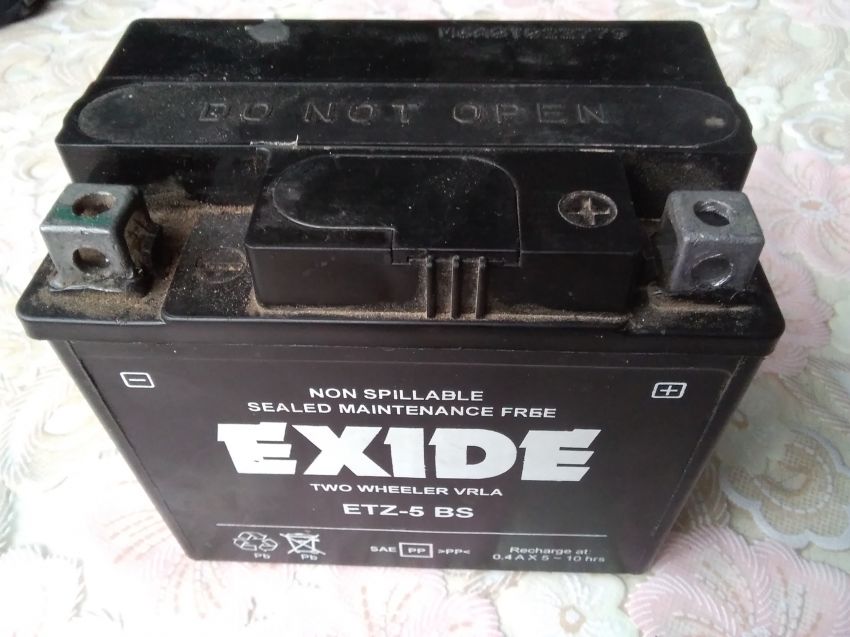 DO NOT OPEN
+
− +
NON SPILLABLE
SEALED MAINTENANCE FREE
EXIDE
TWO WHEELER VRLA
ETZ-5 BS
Pb Pb
SAE PP >PP<
Recharge at:
0.4 A X 5 – 10 hrs